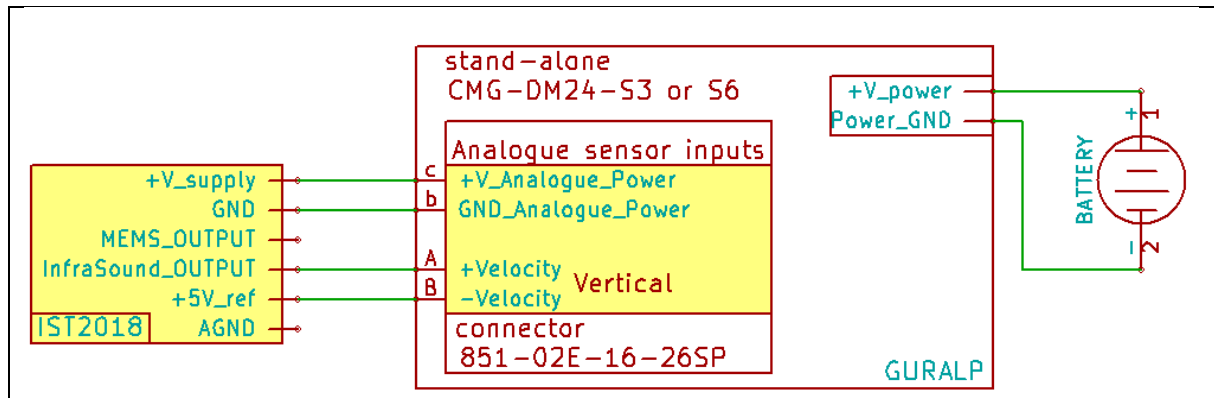 stand-alone
CMG-DM24-S3 or S6
+V_power
Power_GND
+ 1
BATTERY
- 2
Analogue sensor inputs
+V_supply
c
+V_Analogue_Power
GND
b
GND_Analogue_Power
MEMS_OUTPUT
InfraSound_OUTPUT
A
+Velocity
Vertical
+5V_ref
B
-Velocity
IST2018
AGND
connector
851-02E-16-26SP
GURALP